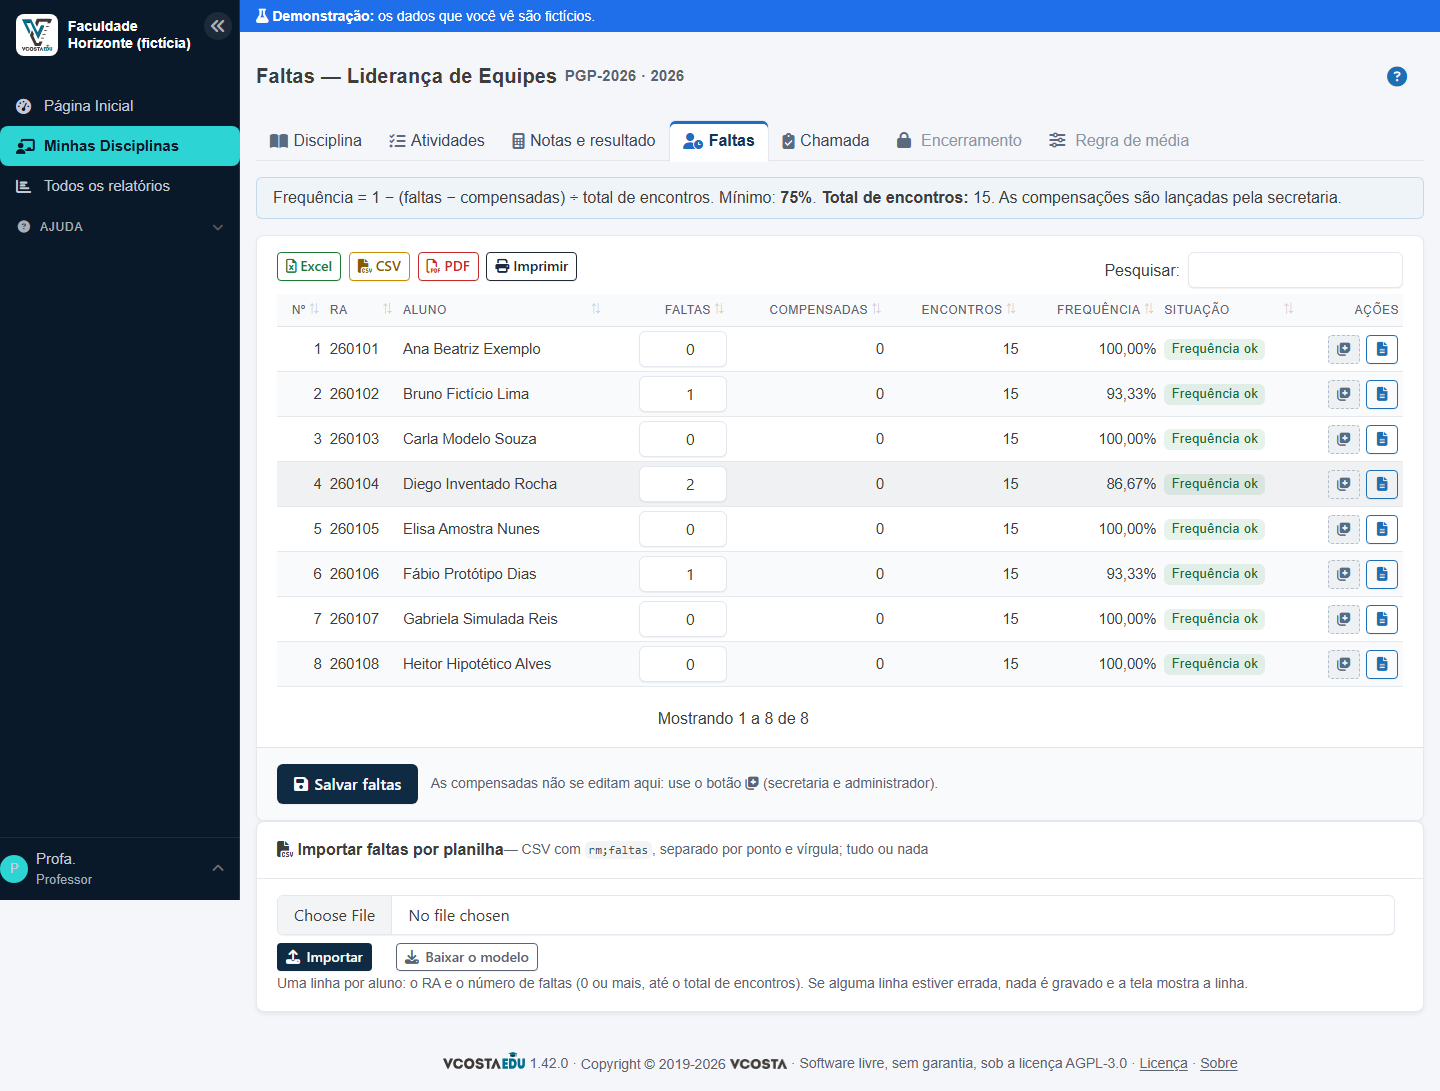 Demonstração: os dados que você vê são fictícios.
VCOSTAEDU
Faculdade
Horizonte (fictícia)
Página Inicial
Minhas Disciplinas
Todos os relatórios
AJUDA
P
Profa.
Professor
Faltas — Liderança de Equipes PGP-2026 · 2026
?
Disciplina Atividades Notas e resultado Faltas Chamada Encerramento Regra de média
Frequência = 1 − (faltas − compensadas) ÷ total de encontros. Mínimo: 75%. Total de encontros: 15. As compensações são lançadas pela secretaria.
Excel CSV PDF Imprimir
Pesquisar:
Nº RA ALUNO FALTAS COMPENSADAS ENCONTROS FREQUÊNCIA SITUAÇÃO AÇÕES
1 260101 Ana Beatriz Exemplo 0 0 15 100,00% Frequência ok
2 260102 Bruno Fictício Lima 1 0 15 93,33% Frequência ok
3 260103 Carla Modelo Souza 0 0 15 100,00% Frequência ok
4 260104 Diego Inventado Rocha 2 0 15 86,67% Frequência ok
5 260105 Elisa Amostra Nunes 0 0 15 100,00% Frequência ok
6 260106 Fábio Protótipo Dias 1 0 15 93,33% Frequência ok
7 260107 Gabriela Simulada Reis 0 0 15 100,00% Frequência ok
8 260108 Heitor Hipotético Alves 0 0 15 100,00% Frequência ok
Mostrando 1 a 8 de 8
Salvar faltas As compensadas não se editam aqui: use o botão (secretaria e administrador).
Importar faltas por planilha— CSV com rm;faltas, separado por ponto e vírgula; tudo ou nada
Choose File No file chosen
Importar Baixar o modelo
Uma linha por aluno: o RA e o número de faltas (0 ou mais, até o total de encontros). Se alguma linha estiver errada, nada é gravado e a tela mostra a linha.
VCOSTAEDU 1.42.0 · Copyright © 2019-2026 VCOSTA · Software livre, sem garantia, sob a licença AGPL-3.0 · Licença · Sobre